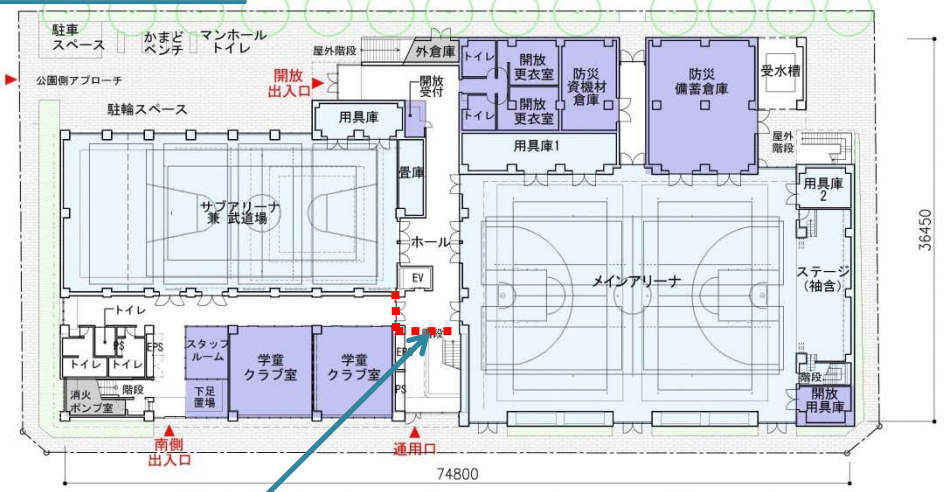 駐車
スペース
かまど
ベンチ
マンホール
トイレ
屋外階段
外倉庫
公園側アプローチ
開放
出入口
開放
受付
トイレ
開放
更衣室
防災
資機材
倉庫
防災
備蓄倉庫
受水槽
駐輪スペース
用具庫
トイレ
開放
更衣室
屋外
階段
用具庫1
畳庫
用具庫
2
サブアリーナ
兼 武道場
ホール
EV
メインアリーナ
ステージ
(袖含)
36450
トイレ
PS
EPS
トイレ
トイレ
スタッフ
ルーム
学童
クラブ室
学童
クラブ室
階段
EPS
PS
消火
ポンプ室
階段
下足
置場
階段
開放
用具庫
南側
出入口
通用口
74800